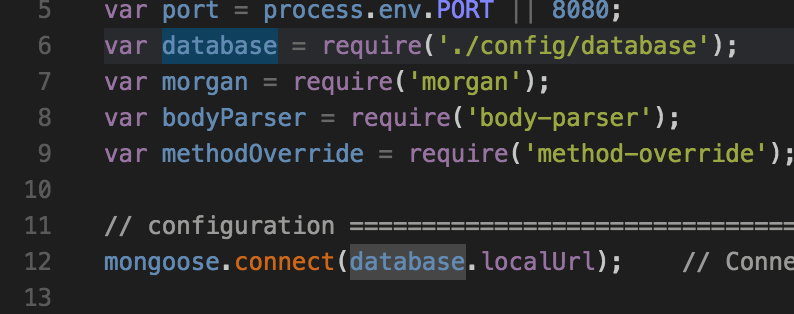 5 var port = process.env.PORT || 8080;
6 var database = require('./config/database');
7 var morgan = require('morgan');
8 var bodyParser = require('body-parser');
9 var methodOverride = require('method-override');
10
11 // configuration ===============================
12 mongoose.connect(database.localUrl); // Conne
13